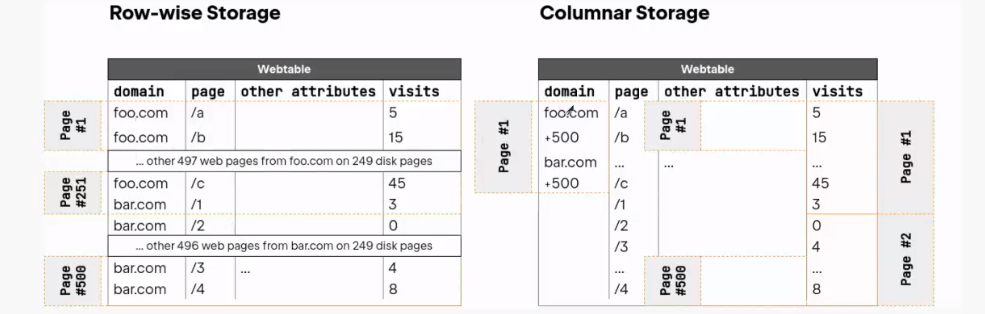 Row-wise Storage
Webtable
domain page other attributes visits
Page #1
foo.com /a 5
foo.com /b 15
... other 497 web pages from foo.com on 249 disk pages
Page #251
foo.com /c 45
bar.com /1 3
bar.com /2 0
... other 496 web pages from bar.com on 249 disk pages
Page #500
bar.com /3 ... 4
bar.com /4 8
Columnar Storage
Webtable
domain page other attributes visits
Page #1
foo.com /a Page #1 5 Page #1
+500 /b 15
bar.com ... ... ...
+500 /c 45
/1 3
/2 0 Page #2
/3 4
... Page #500 ...
/4 8